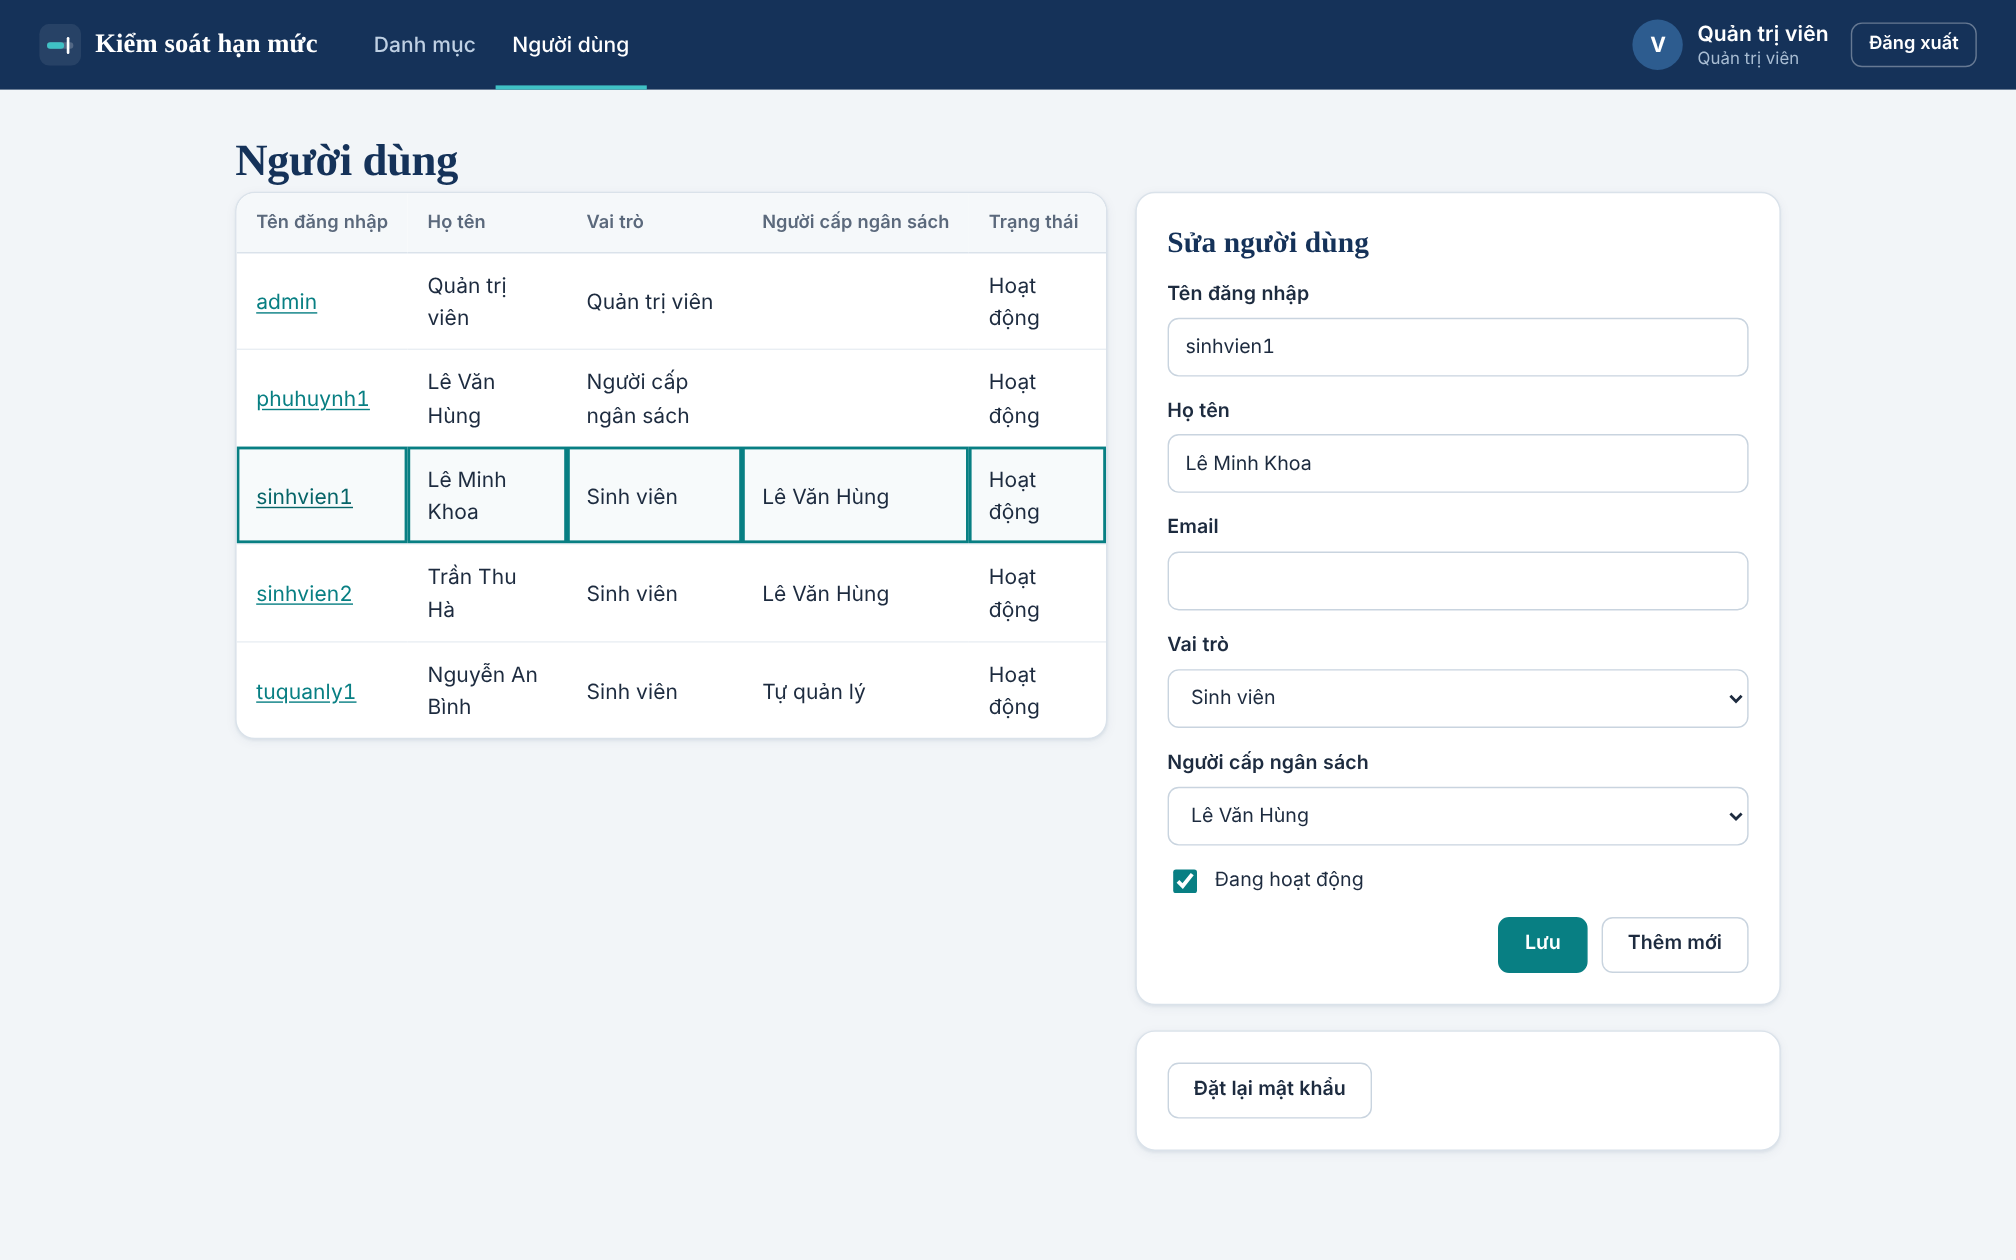 Kiểm soát hạn mức
Danh mục
Người dùng
V
Quản trị viên
Quản trị viên
Đăng xuất
Người dùng
Tên đăng nhập
Họ tên
Vai trò
Người cấp ngân sách
Trạng thái
admin
Quản trị
viên
Quản trị viên
Hoạt
động
phuhuynh1
Lê Văn
Hùng
Người cấp
ngân sách
Hoạt
động
sinhvien1
Lê Minh
Khoa
Sinh viên
Lê Văn Hùng
Hoạt
động
sinhvien2
Trần Thu
Hà
Sinh viên
Lê Văn Hùng
Hoạt
động
tuquanly1
Nguyễn An
Bình
Sinh viên
Tự quản lý
Hoạt
động
Sửa người dùng
Tên đăng nhập
sinhvien1
Họ tên
Lê Minh Khoa
Email
Vai trò
Sinh viên
Người cấp ngân sách
Lê Văn Hùng
Đang hoạt động
Lưu
Thêm mới
Đặt lại mật khẩu